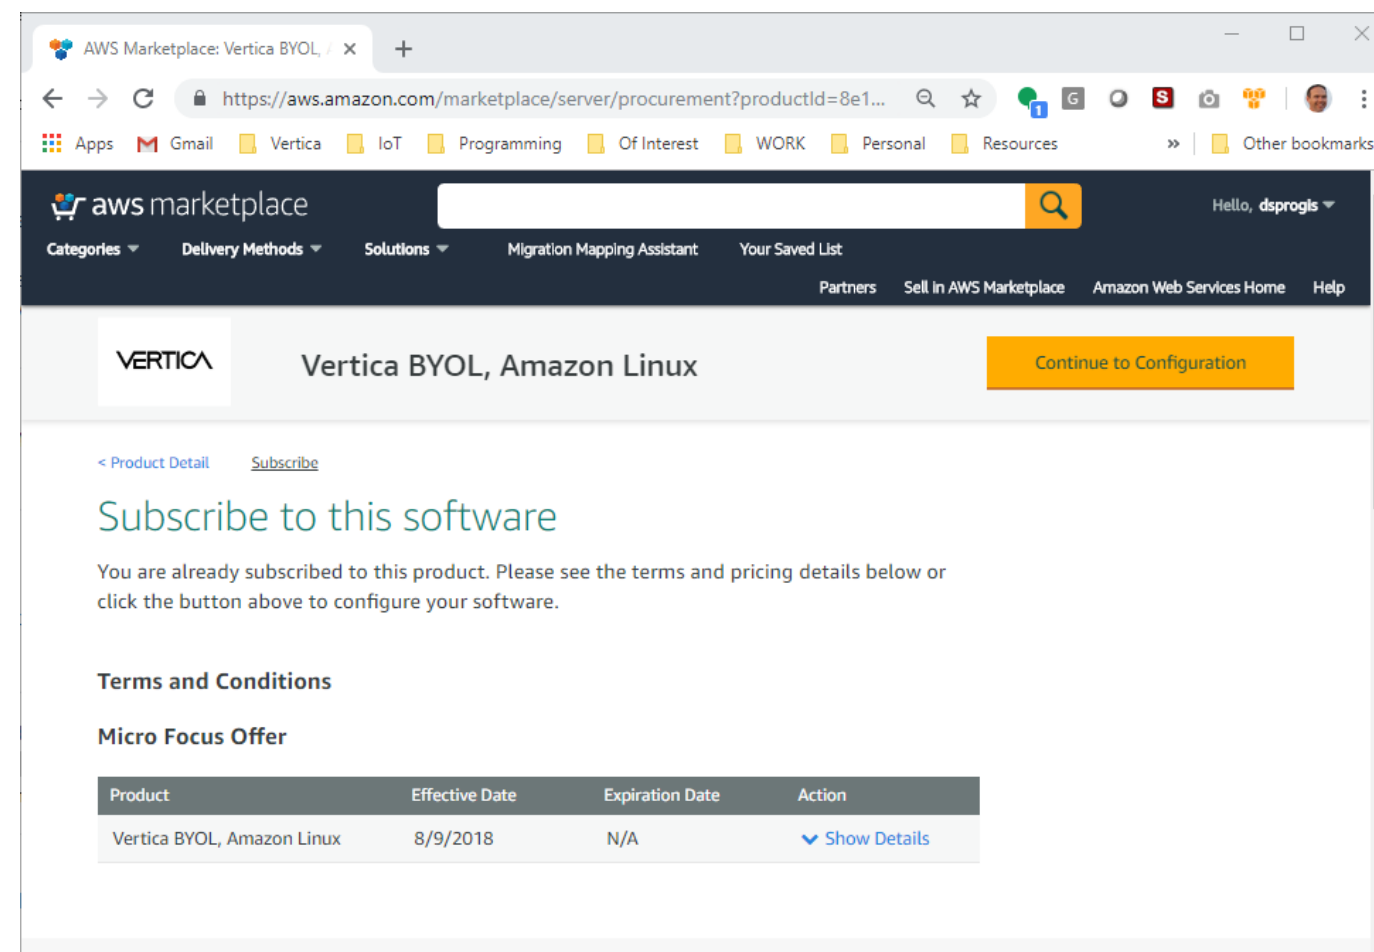 AWS Marketplace: Vertica BYOL,
https://aws.amazon.com/marketplace/server/procurement?productId=8e1...
1 G S
Apps Gmail Vertica IoT Programming Of Interest WORK Personal Resources » Other bookmarks
aws marketplace
Hello, dsprogis
Categories Delivery Methods Solutions Migration Mapping Assistant Your Saved List
Partners Sell in AWS Marketplace Amazon Web Services Home Help
VERTICA
Vertica BYOL, Amazon Linux
Continue to Configuration
< Product Detail Subscribe
Subscribe to this software
You are already subscribed to this product. Please see the terms and pricing details below or
click the button above to configure your software.
Terms and Conditions
Micro Focus Offer
Product Effective Date Expiration Date Action
Vertica BYOL, Amazon Linux 8/9/2018 N/A Show Details